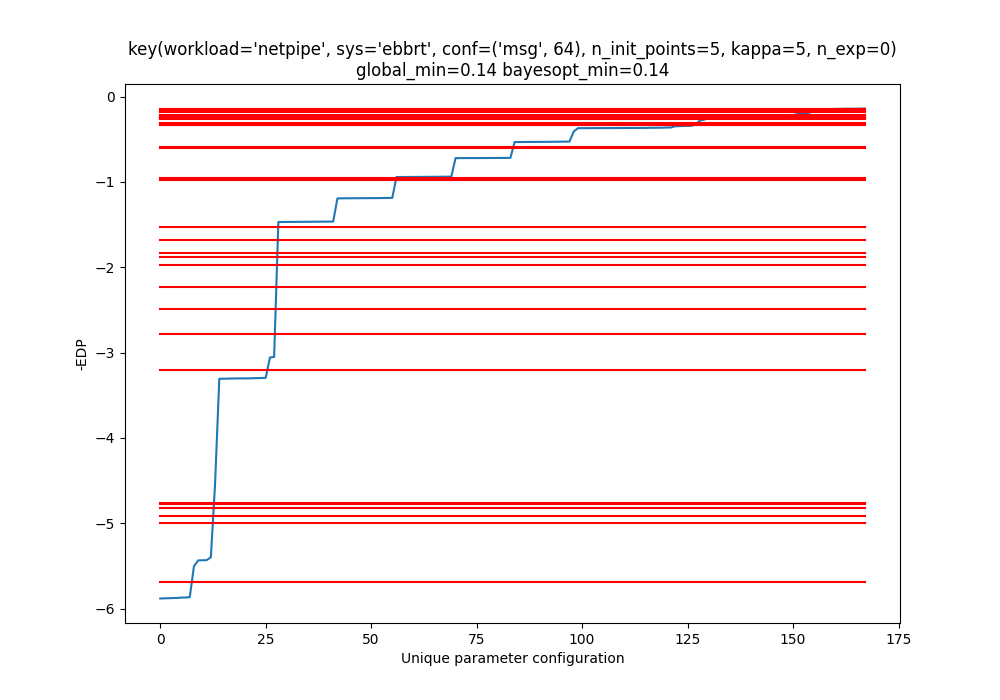 key(workload='netpipe', sys='ebbrt', conf=('msg', 64), n_init_points=5, kappa=5, n_exp=0)
global_min=0.14 bayesopt_min=0.14
0
−1
−2
−3
−4
−5
−6
-EDP
0 25 50 75 100 125 150 175
Unique parameter configuration